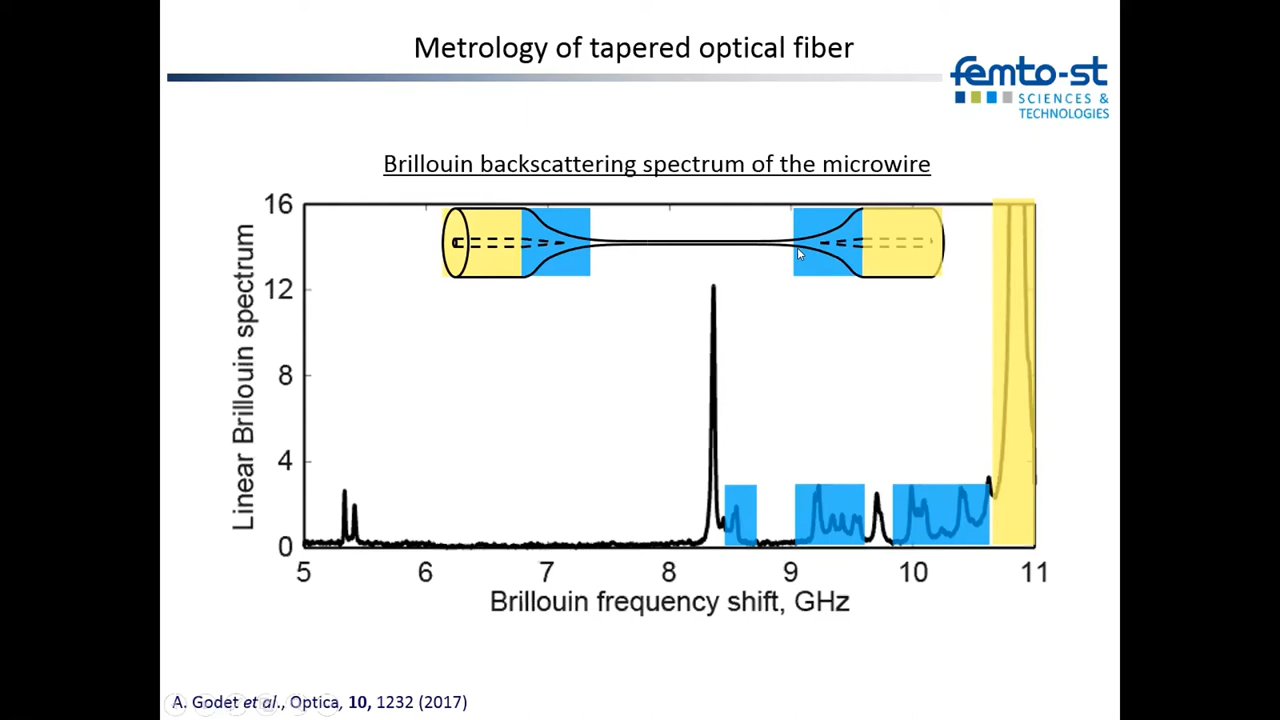 Metrology of tapered optical fiber
femto-st
SCIENCES &
TECHNOLOGIES
Brillouin backscattering spectrum of the microwire
Linear Brillouin spectrum
16
12
8
4
0
5 6 7 8 9 10 11
Brillouin frequency shift, GHz
A. Godet et al., Optica, 10, 1232 (2017)